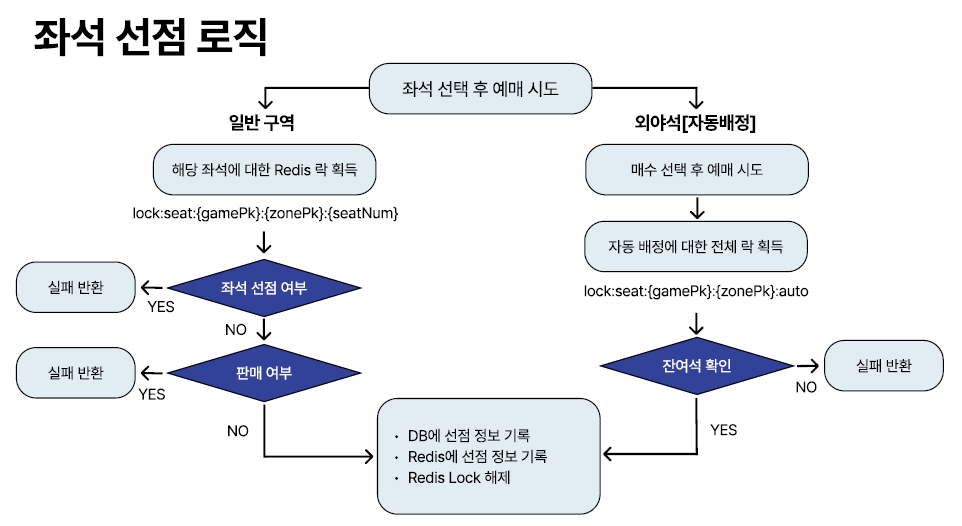 좌석 선점 로직
좌석 선택 후 예매 시도
일반 구역
해당 좌석에 대한 Redis 락 획득
lock:seat:{gamePk}:{zonePk}:{seatNum}
좌석 선점 여부
YES
실패 반환
NO
판매 여부
YES
실패 반환
NO
외야석[자동배정]
매수 선택 후 예매 시도
자동 배정에 대한 전체 락 획득
lock:seat:{gamePk}:{zonePk}:auto
잔여석 확인
NO
실패 반환
YES
• DB에 선점 정보 기록
• Redis에 선점 정보 기록
• Redis Lock 해제